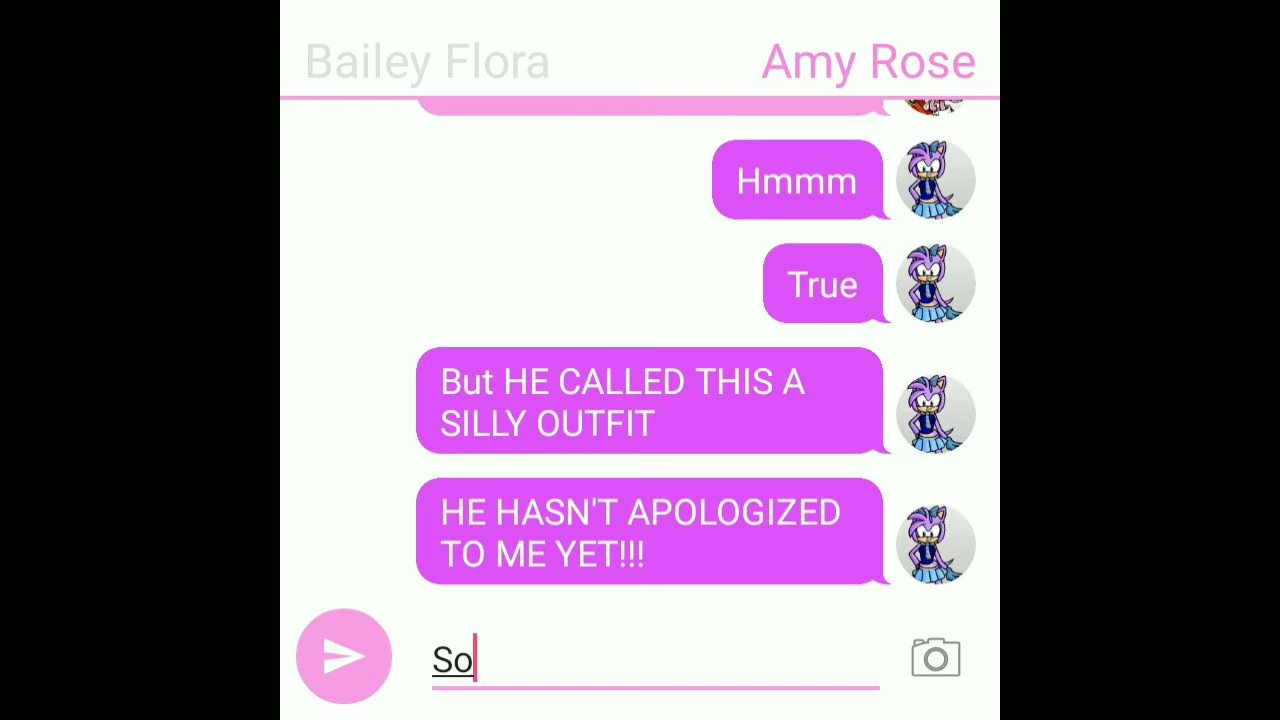 Bailey Flora Amy Rose
Hmmm
True
But HE CALLED THIS A
SILLY OUTFIT
HE HASN'T APOLOGIZED
TO ME YET!!!
So